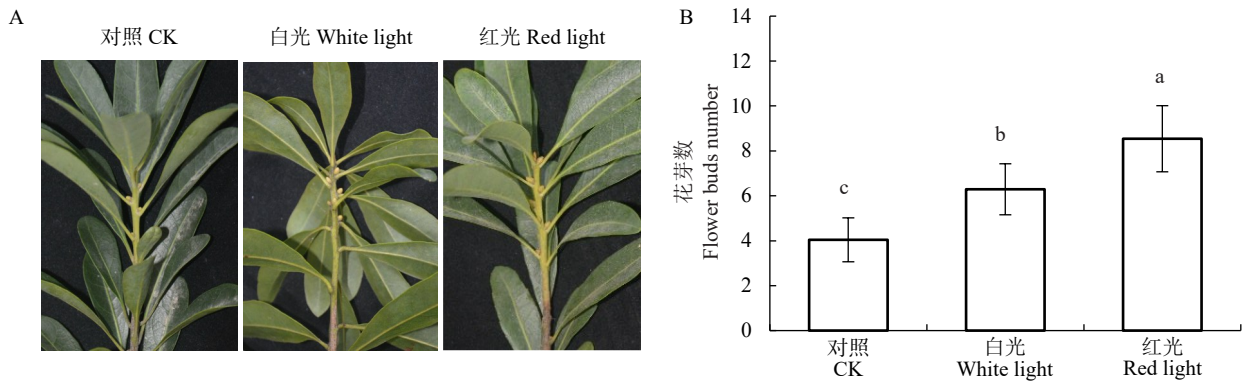 A
对照 CK
白光 White light
红光 Red light
B
花芽数
Flower buds number
14
12
10
8
6
4
2
0
c
b
a
对照
CK
白光
White light
红光
Red light